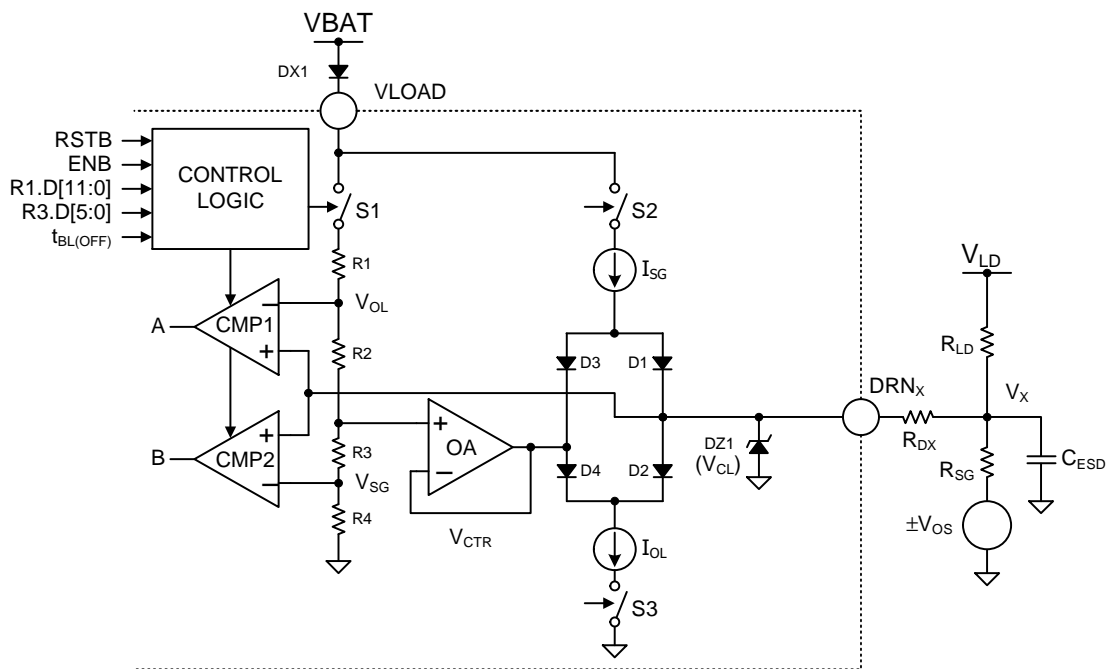 VBAT
DX1
VLOAD
RSTB
ENB
R1.D[11:0]
R3.D[5:0]
tBL(OFF)
CONTROL
LOGIC
S1
S2
R1
ISG
VLD
VOL
A
CMP1
−
+
R2
D3
D1
RLD
DRNX
VX
RDX
+
OA
−
DZ1
(VCL)
B
CMP2
+
−
R3
D4
D2
RSG
CESD
VSG
R4
VCTR
IOL
±VOS
S3